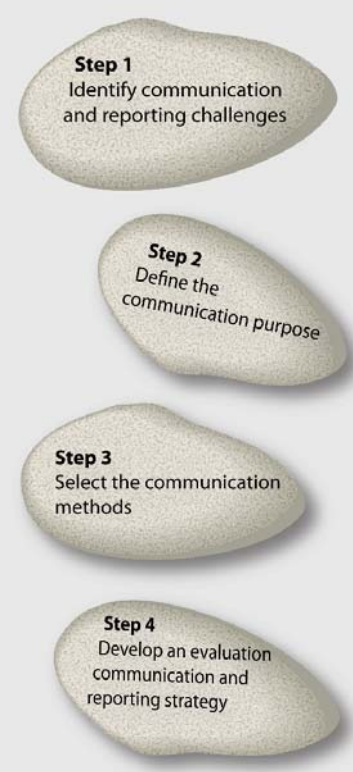 Step 1
Identify communication
and reporting challenges
Step 2
Define the
communication purpose
Step 3
Select the communication
methods
Step 4
Develop an evaluation
communication and
reporting strategy